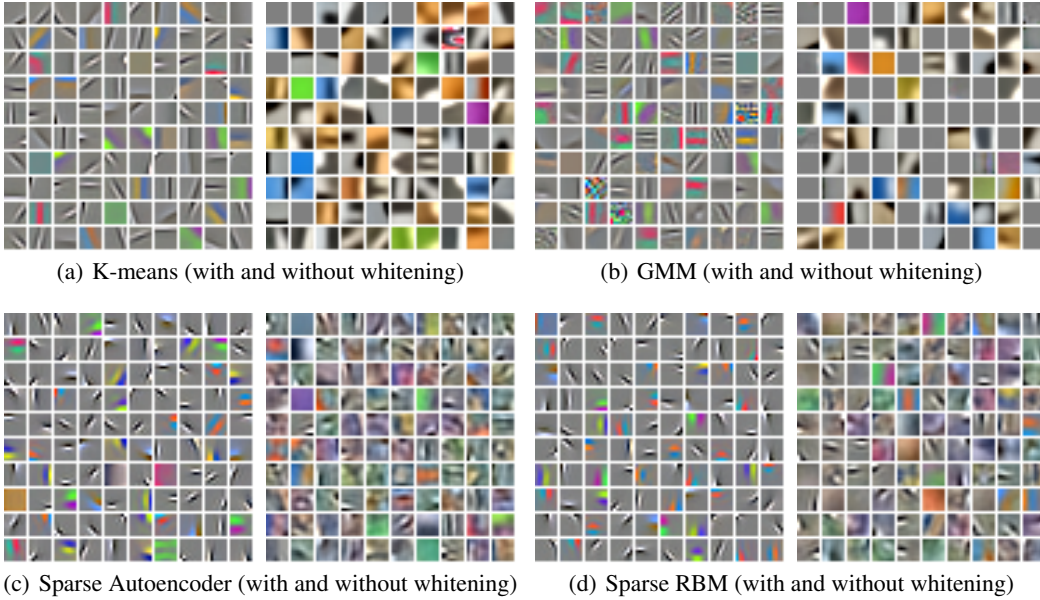 (a) K-means (with and without whitening)
(b) GMM (with and without whitening)
(c) Sparse Autoencoder (with and without whitening)
(d) Sparse RBM (with and without whitening)